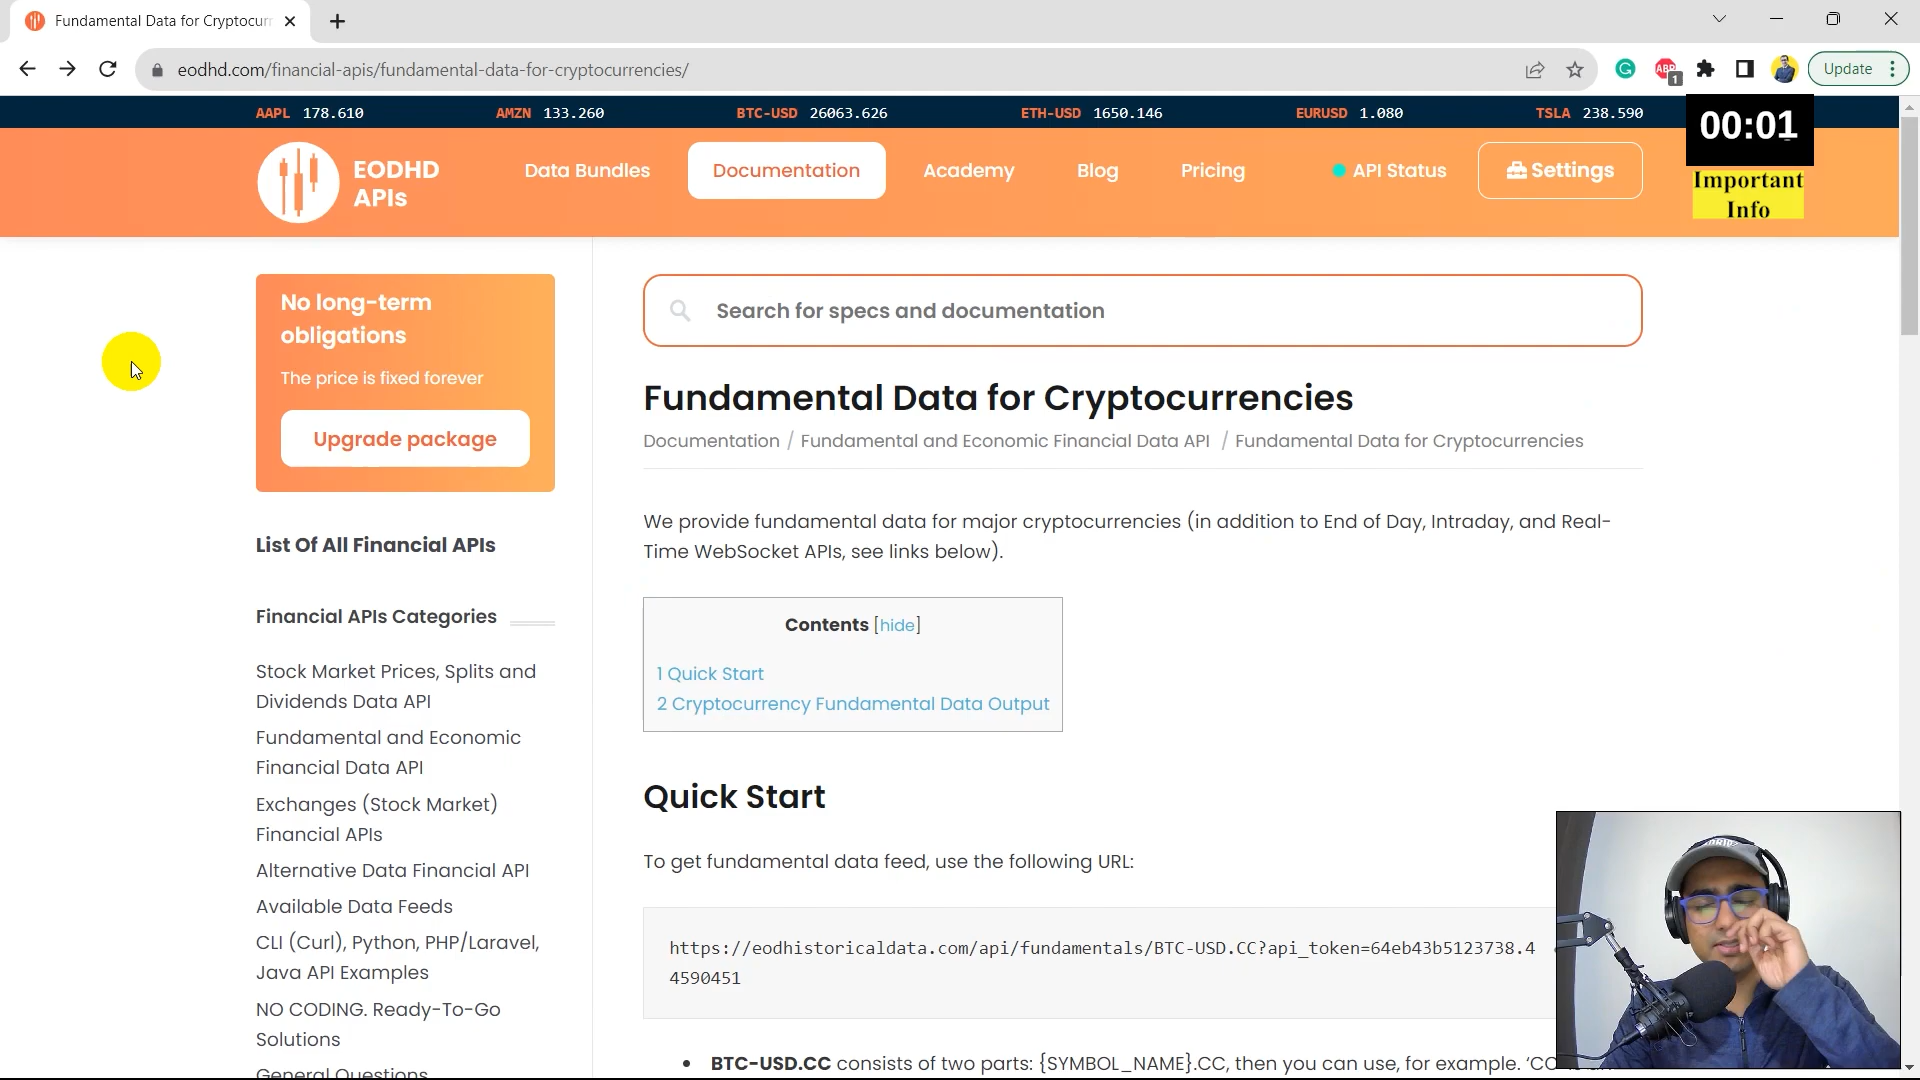 Fundamental Data for Cryptocurr
eodhd.com/financial-apis/fundamental-data-for-cryptocurrencies/
ABP
1
Update
AAPL 178.610
AMZN 133.260
BTC-USD 26063.626
ETH-USD 1650.146
EURUSD 1.080
TSLA 238.590
00:01
Important
Info
EODHD
APIs
Data Bundles
Documentation
Academy
Blog
Pricing
API Status
Settings
No long-term
obligations
The price is fixed forever
Upgrade package
List Of All Financial APIs
Financial APIs Categories
Stock Market Prices, Splits and
Dividends Data API
Fundamental and Economic
Financial Data API
Exchanges (Stock Market)
Financial APIs
Alternative Data Financial API
Available Data Feeds
CLI (Curl), Python, PHP/Laravel,
Java API Examples
NO CODING. Ready-To-Go
Solutions
General Questions
Search for specs and documentation
Fundamental Data for Cryptocurrencies
Documentation / Fundamental and Economic Financial Data API / Fundamental Data for Cryptocurrencies
We provide fundamental data for major cryptocurrencies (in addition to End of Day, Intraday, and Real-
Time WebSocket APIs, see links below).
Contents [hide]
1 Quick Start
2 Cryptocurrency Fundamental Data Output
Quick Start
To get fundamental data feed, use the following URL:
https://eodhistoricaldata.com/api/fundamentals/BTC-USD.CC?api_token=64eb43b5123738.4
4590451
• BTC-USD.CC consists of two parts: {SYMBOL_NAME}.CC, then you can use, for example. ‘CC